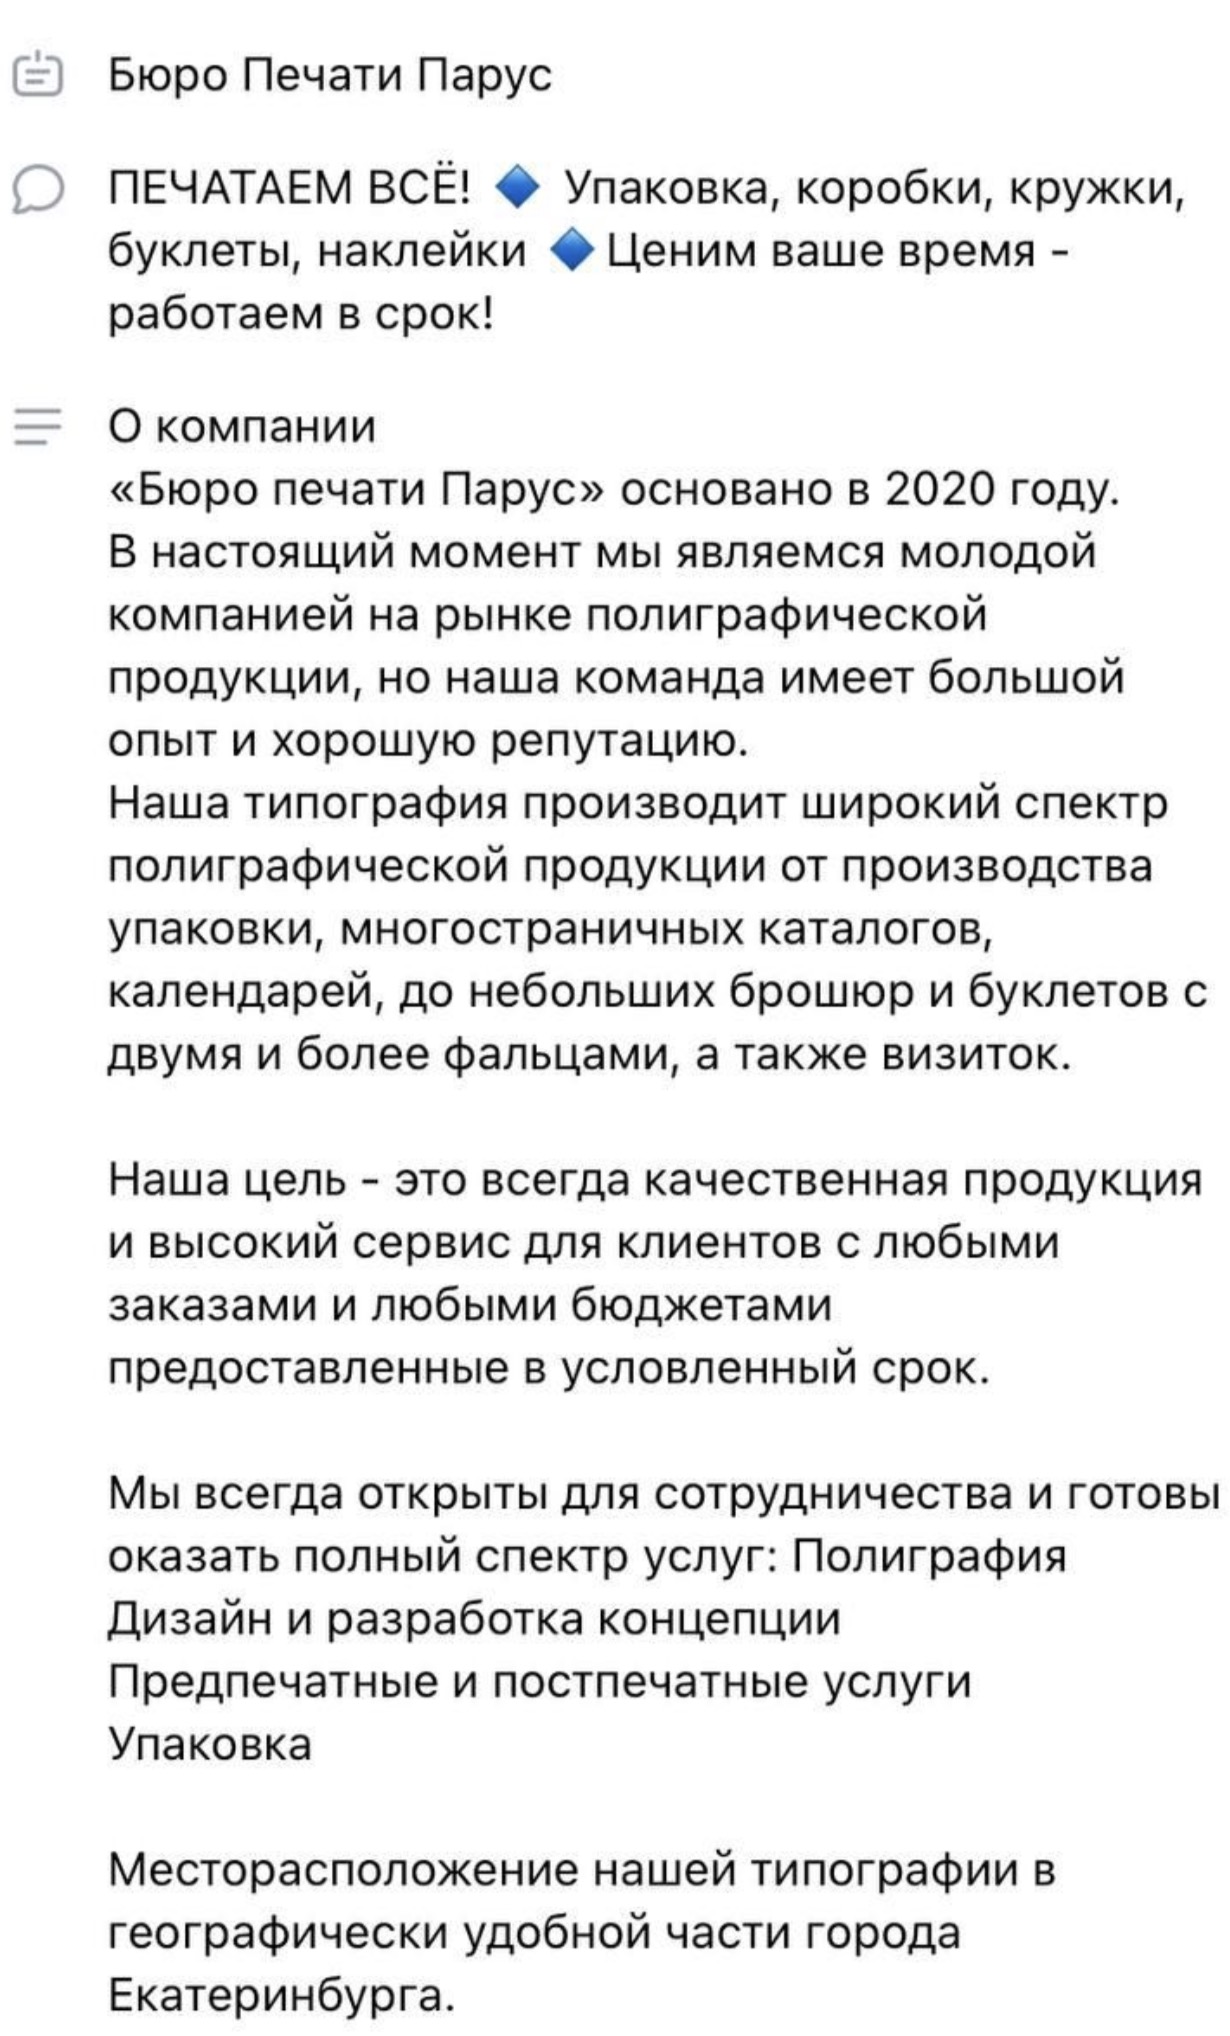 Бюро Печати Парус
ПЕЧАТАЕМ ВСЁ! 🔷 Упаковка, коробки, кружки,
буклеты, наклейки 🔷 Ценим ваше время -
работаем в срок!
О компании
«Бюро печати Парус» основано в 2020 году.
В настоящий момент мы являемся молодой
компанией на рынке полиграфической
продукции, но наша команда имеет большой
опыт и хорошую репутацию.
Наша типография производит широкий спектр
полиграфической продукции от производства
упаковки, многостраничных каталогов,
календарей, до небольших брошюр и буклетов с
двумя и более фальцами, а также визиток.
Наша цель - это всегда качественная продукция
и высокий сервис для клиентов с любыми
заказами и любыми бюджетами
предоставленные в условленный срок.
Мы всегда открыты для сотрудничества и готовы
оказать полный спектр услуг: Полиграфия
Дизайн и разработка концепции
Предпечатные и постпечатные услуги
Упаковка
Месторасположение нашей типографии в
географически удобной части города
Екатеринбурга.